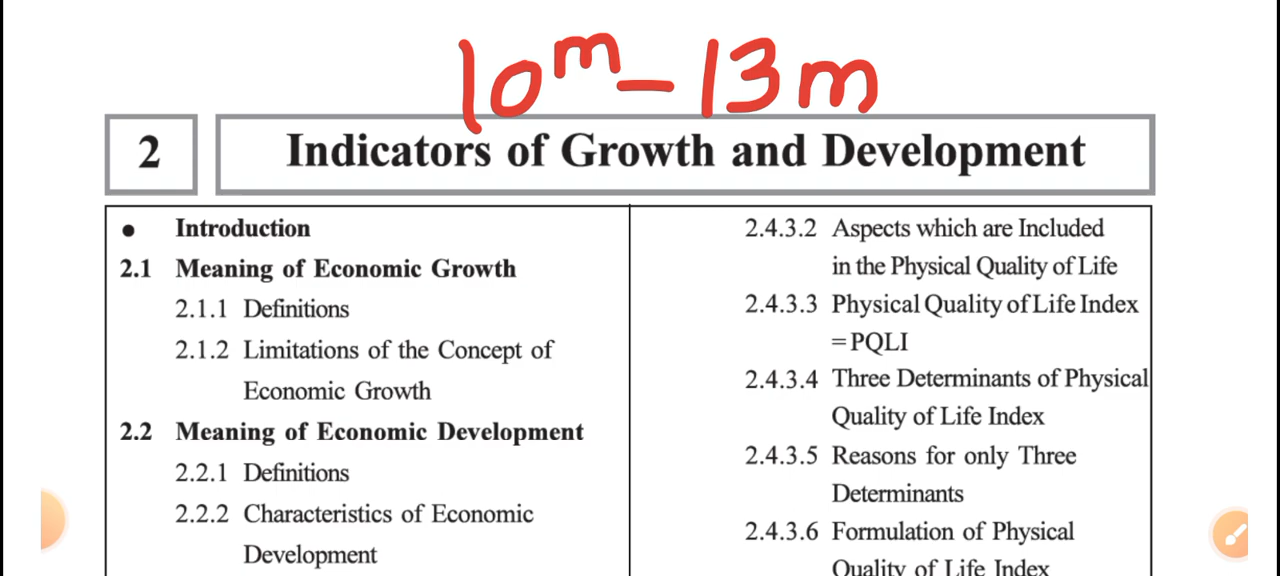 10m - 13m
2
Indicators of Growth and Development
● Introduction
2.1 Meaning of Economic Growth
2.1.1 Definitions
2.1.2 Limitations of the Concept of
Economic Growth
2.2 Meaning of Economic Development
2.2.1 Definitions
2.2.2 Characteristics of Economic
Development
2.4.3.2 Aspects which are Included
in the Physical Quality of Life
2.4.3.3 Physical Quality of Life Index
= PQLI
2.4.3.4 Three Determinants of Physical
Quality of Life Index
2.4.3.5 Reasons for only Three
Determinants
2.4.3.6 Formulation of Physical
Quality of Life Index